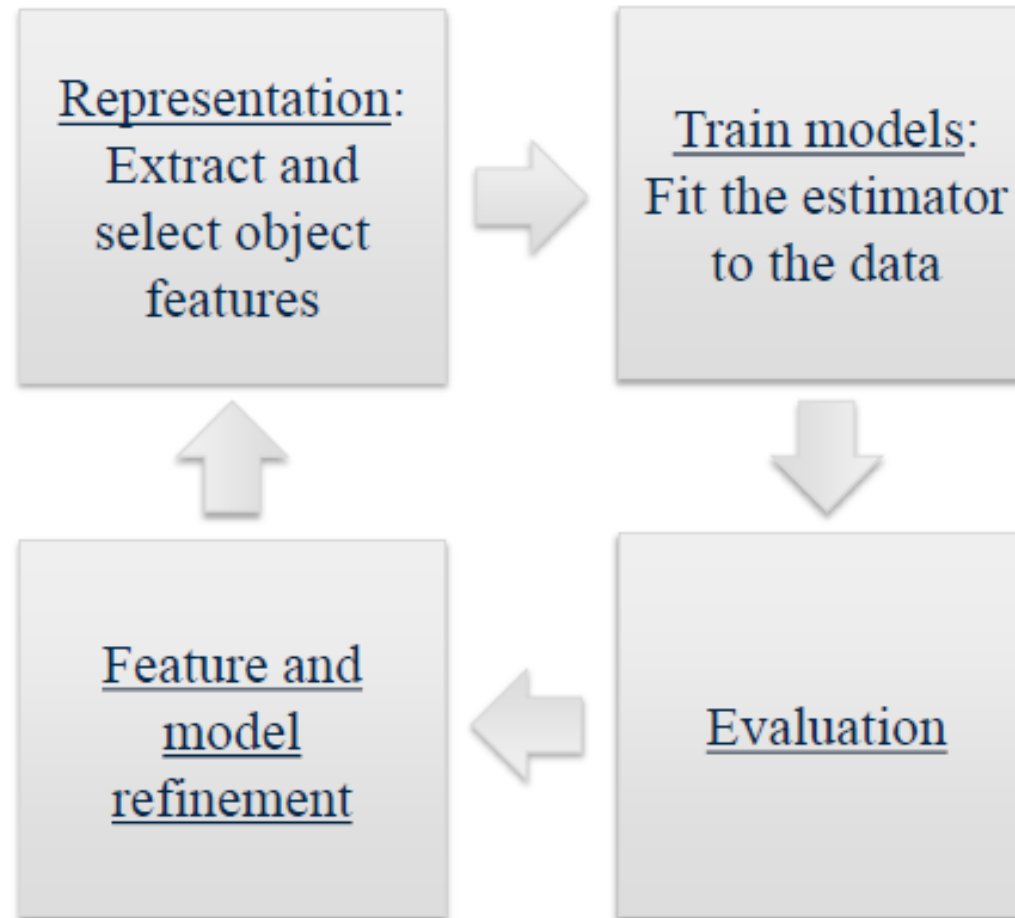 Representation:
Extract and
select object
features
Train models:
Fit the estimator
to the data
Feature and
model
refinement
Evaluation